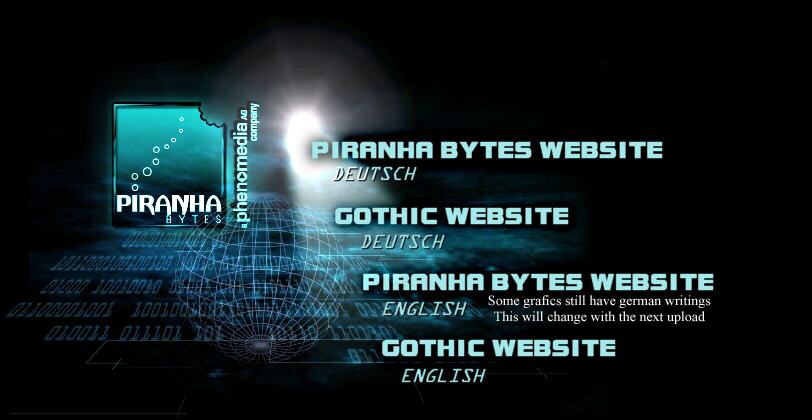 PIRANHA
BYTES
a phenomedia AG
company
PIRANHA BYTES WEBSITE
DEUTSCH
GOTHIC WEBSITE
DEUTSCH
PIRANHA BYTES WEBSITE
ENGLISH
Some grafics still have german writings
This will change with the next upload
GOTHIC WEBSITE
ENGLISH